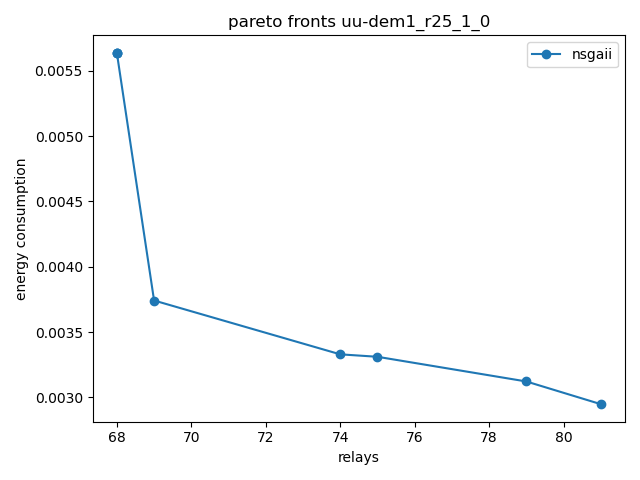 pareto fronts uu-dem1_r25_1_0
nsgaii
0.0055
0.0050
0.0045
0.0040
0.0035
0.0030
energy consumption
68 70 72 74 76 78 80
relays